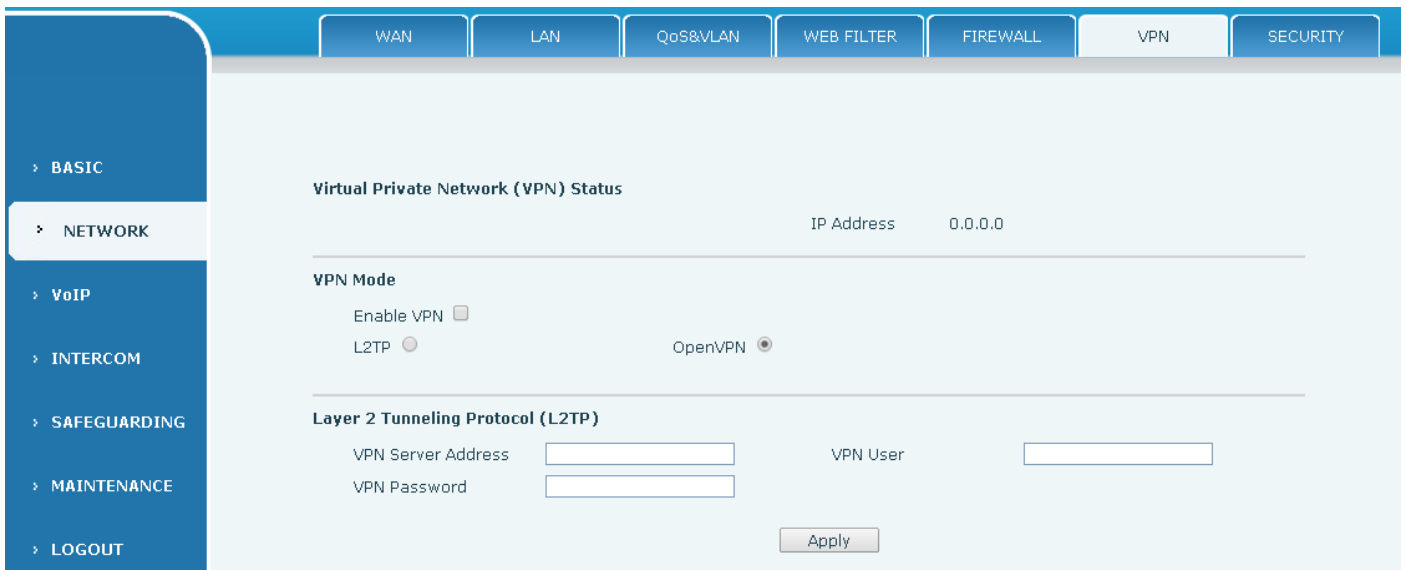 WAN LAN QoS&VLAN WEB FILTER FIREWALL VPN SECURITY
› BASIC
› NETWORK
› VoIP
› INTERCOM
› SAFEGUARDING
› MAINTENANCE
› LOGOUT
Virtual Private Network (VPN) Status
IP Address 0.0.0.0
VPN Mode
Enable VPN
L2TP OpenVPN
Layer 2 Tunneling Protocol (L2TP)
VPN Server Address VPN User
VPN Password
Apply